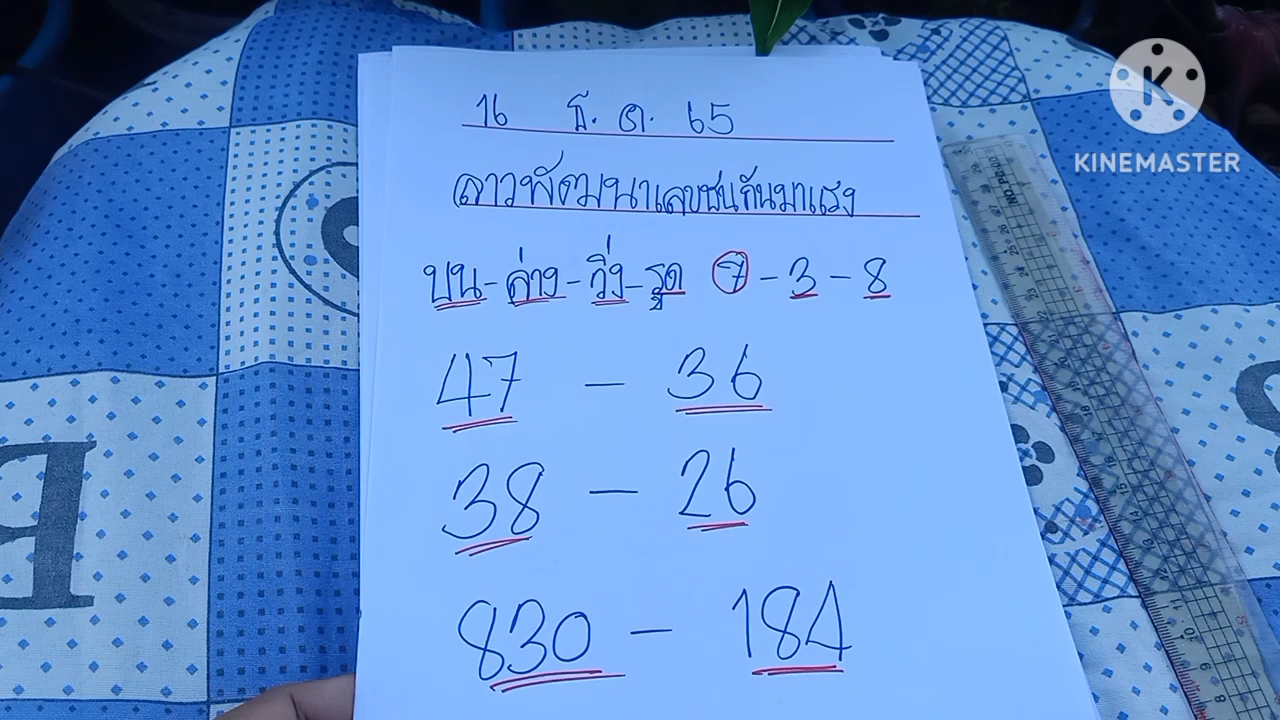 16 ธ. ค. 65
ลาวพัฒนาเลขชนกันมาแรง
บน-ล่าง-วิ่ง-รูด 7-3-8
47 - 36
38 - 26
830 - 184
KINEMASTER